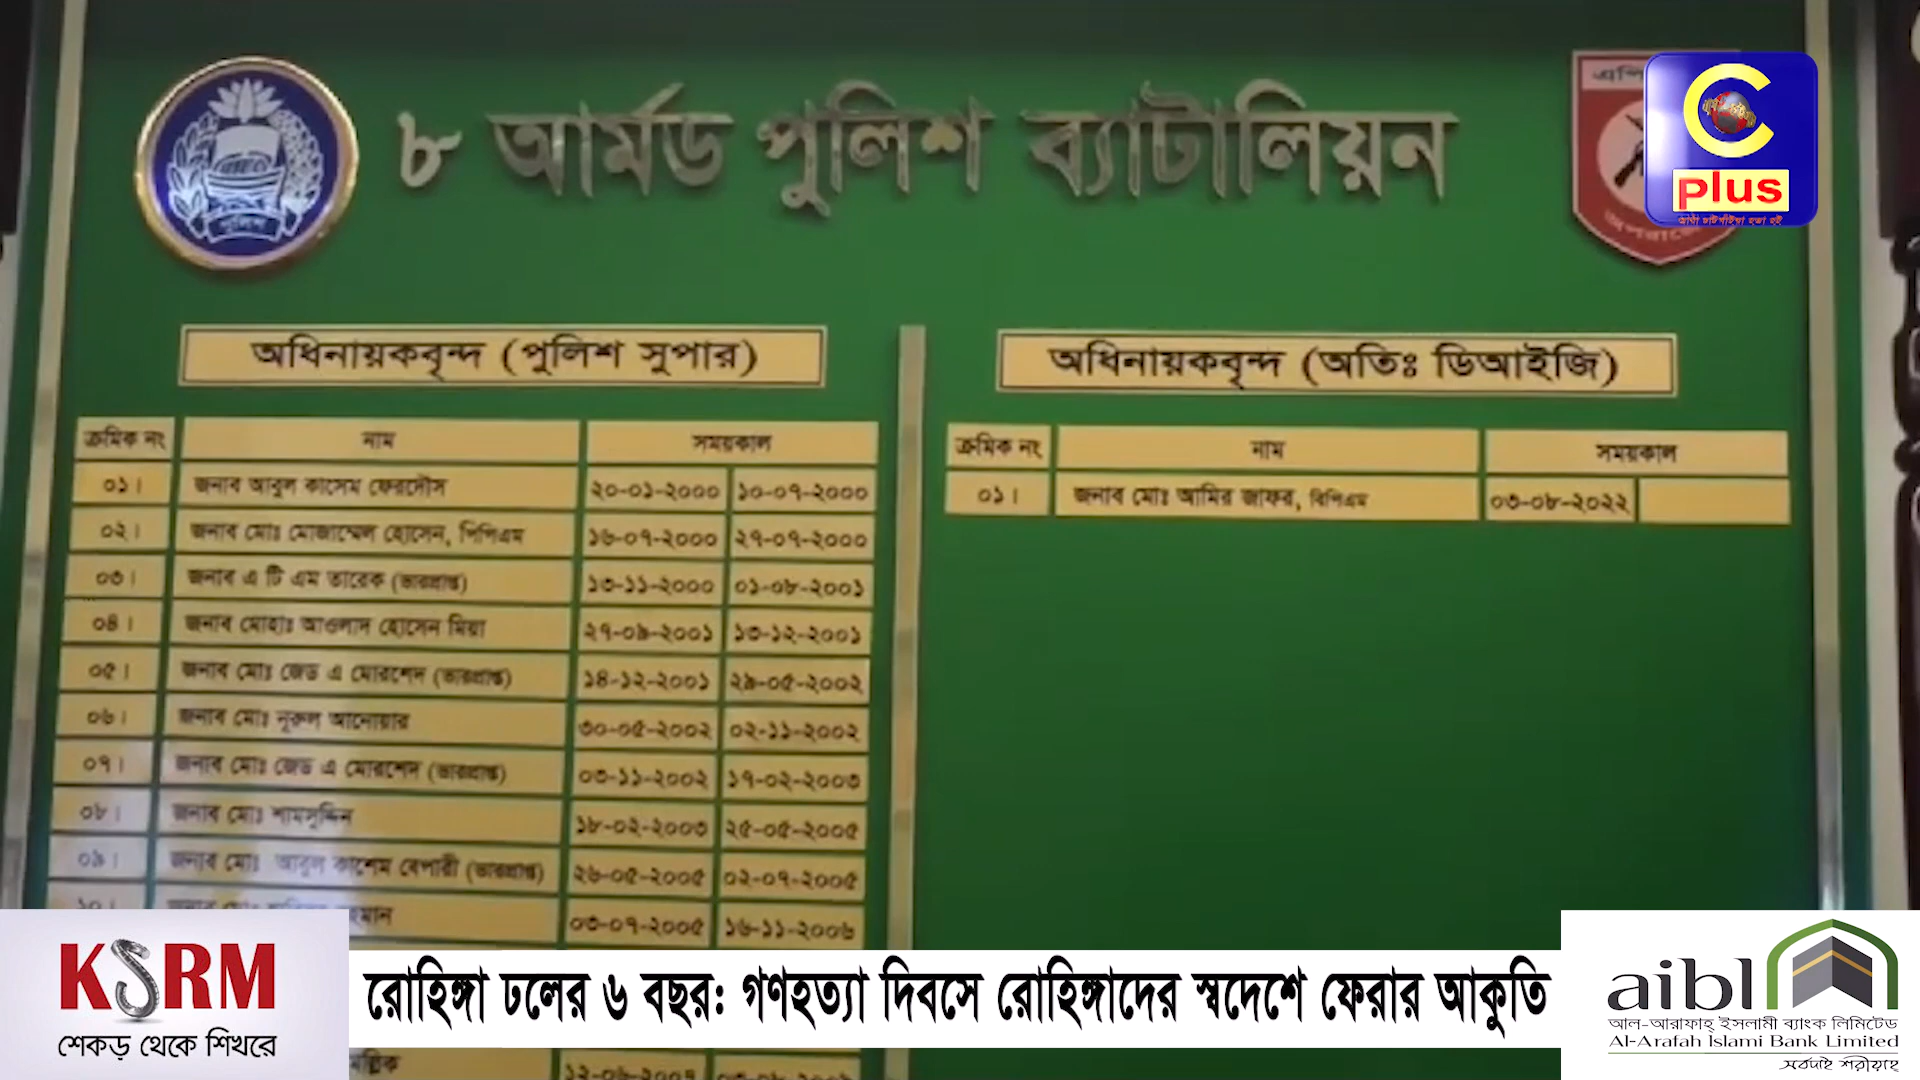 ৮ আর্মড পুলিশ ব্যাটালিয়ন
পুলিশ
C
plus
অধিনায়কবৃন্দ (পুলিশ সুপার)
ক্রমিক নং নাম সময়কাল
০১। জনাব আবুল কাসেম ফেরদৌস ২০-০১-২০০০ ১০-০৭-২০০০
০২। জনাব মোঃ মোজাম্মেল হোসেন, পিপিএম ১৬-০৭-২০০০ ২৭-০৭-২০০০
০৩। জনাব এ টি এম তারেক (ভারপ্রাপ্ত) ১৩-১১-২০০০ ০১-০৮-২০০১
০৪। জনাব মোহাঃ আওলাদ হোসেন মিয়া ২৭-০৯-২০০১ ১৩-১২-২০০১
০৫। জনাব মোঃ জেড এ মোরশেদ (ভারপ্রাপ্ত) ১৪-১২-২০০১ ২৯-০৫-২০০২
০৬। জনাব মোঃ নূরুল আনোয়ার ৩০-০৫-২০০২ ০২-১১-২০০২
০৭। জনাব মোঃ জেড এ মোরশেদ (ভারপ্রাপ্ত) ০৩-১১-২০০২ ১৭-০২-২০০৩
০৮। জনাব মোঃ শামসুদ্দিন ১৮-০২-২০০৩ ২৫-০৫-২০০৫
০৯। জনাব মোঃ আবুল কাশেম বেপারী (ভারপ্রাপ্ত) ২৬-০৫-২০০৫ ০২-০৭-২০০৫
১০। জনাব মোঃ ০৩-০৭-২০০৫ ১৬-১১-২০০৬
অধিনায়কবৃন্দ (অতিঃ ডিআইজি)
ক্রমিক নং নাম সময়কাল
০১। জনাব মোঃ আমির জাফর, বিপিএম ০৩-০৮-২০২২
KSRM
শেকড় থেকে শিখরে
রোহিঙ্গা ঢলের ৬ বছর: গণহত্যা দিবসে রোহিঙ্গাদের স্বদেশে ফেরার আকুতি
aibl
আল-আরাফাহ্ ইসলামী ব্যাংক লিমিটেড
Al-Arafah Islami Bank Limited
সর্বদাই শরীয়াহ